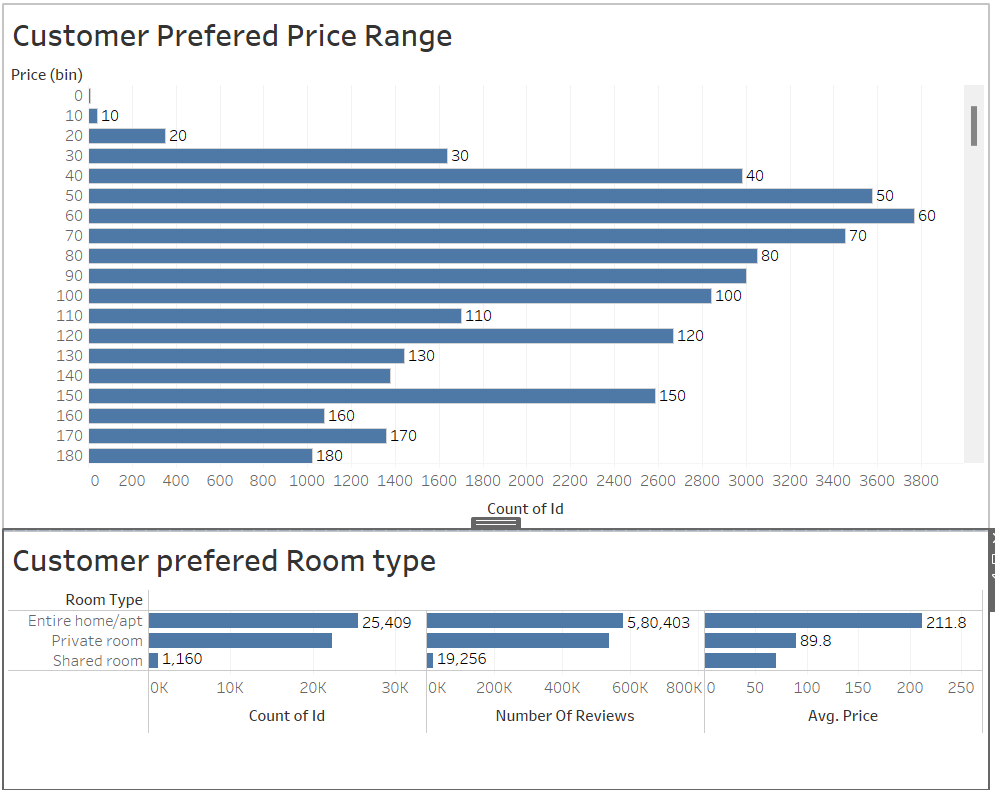 Customer Prefered Price Range
Price (bin)
0
10 10
20 20
30 30
40 40
50 50
60 60
70 70
80 80
90
100 100
110 110
120 120
130 130
140
150 150
160 160
170 170
180 180
0 200 400 600 800 1000 1200 1400 1600 1800 2000 2200 2400 2600 2800 3000 3200 3400 3600 3800
Count of Id
Customer prefered Room type
Room Type
Entire home/apt 25,409 5,80,403 211.8
Private room 89.8
Shared room 1,160 19,256
0K 10K 20K 30K 0K 200K 400K 600K 800K 0 50 100 150 200 250
Count of Id Number Of Reviews Avg. Price